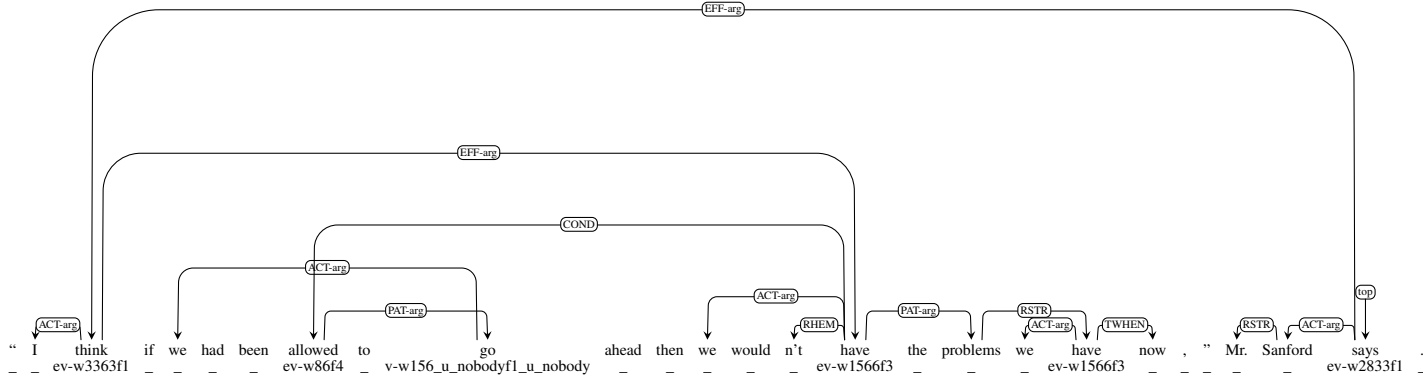 EFF-arg
EFF-arg
COND
ACT-arg
ACT-arg
top
PAT-arg PAT-arg RSTR
ACT-arg RHEM ACT-arg TWHEN RSTR ACT-arg
“ I think if we had been allowed to go ahead then we would n’t have the problems we have now , ” Mr. Sanford says .
_ _ ev-w3363f1 _ _ _ _ ev-w86f4 _ v-w156_u_nobodyf1_u_nobody _ _ _ _ _ ev-w1566f3 _ _ _ ev-w1566f3 _ _ _ _ _ ev-w2833f1 _